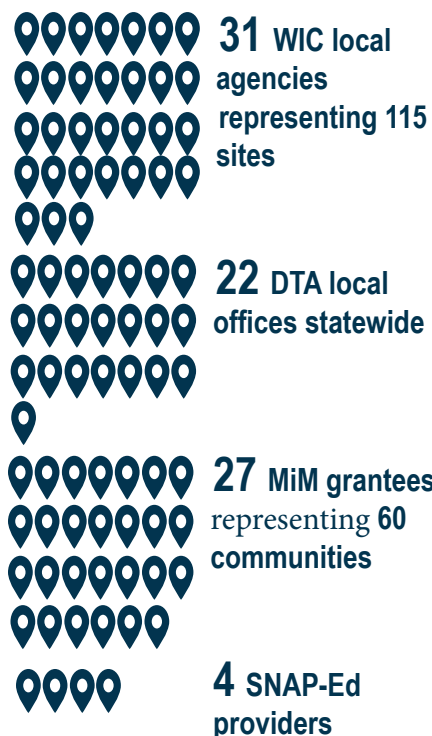 31 WIC local
agencies
representing 115
sites
22 DTA local
offices statewide
27 MiM grantees
representing 60
communities
4 SNAP-Ed
providers